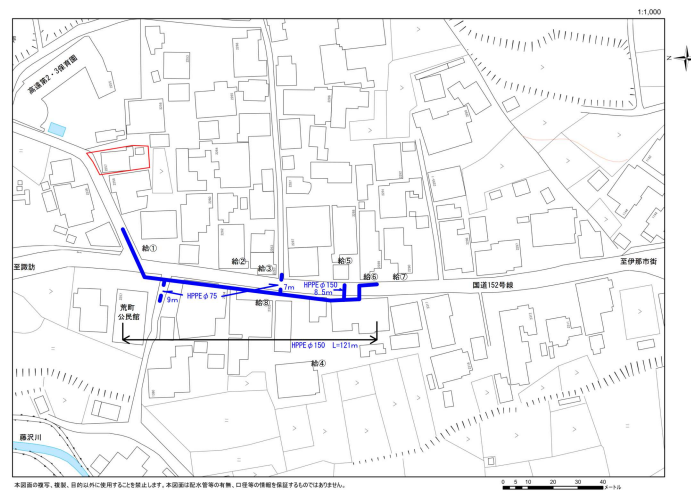 1:1,000
N
高遠第2・3保育園
給①
給②
給③
給⑤
給⑥
給⑦
至諏訪
至伊那市街
国道152号線
HPPEφ150
8.5m
7m
HPPEφ75
9m
給⑧
荒町
公民館
HPPEφ150 L=121m
給④
藤沢川
本図面の複写、複製、目的以外に使用することを禁止します。本図面は配水管等の有無、口径等の情報を保証するものではありません。
0 5 10 20 30 40
メートル